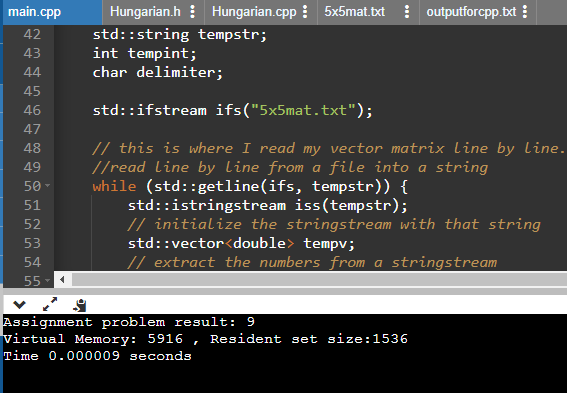 main.cpp Hungarian.h Hungarian.cpp 5x5mat.txt outputforcpp.txt
42 std::string tempstr;
43 int tempint;
44 char delimiter;
45
46 std::ifstream ifs("5x5mat.txt");
47
48 // this is where I read my vector matrix line by line.
49 //read line by line from a file into a string
50 while (std::getline(ifs, tempstr)) {
51 std::istringstream iss(tempstr);
52 // initialize the stringstream with that string
53 std::vector<double> tempv;
54 // extract the numbers from a stringstream
55
Assignment problem result: 9
Virtual Memory: 5916 , Resident set size:1536
Time 0.000009 seconds